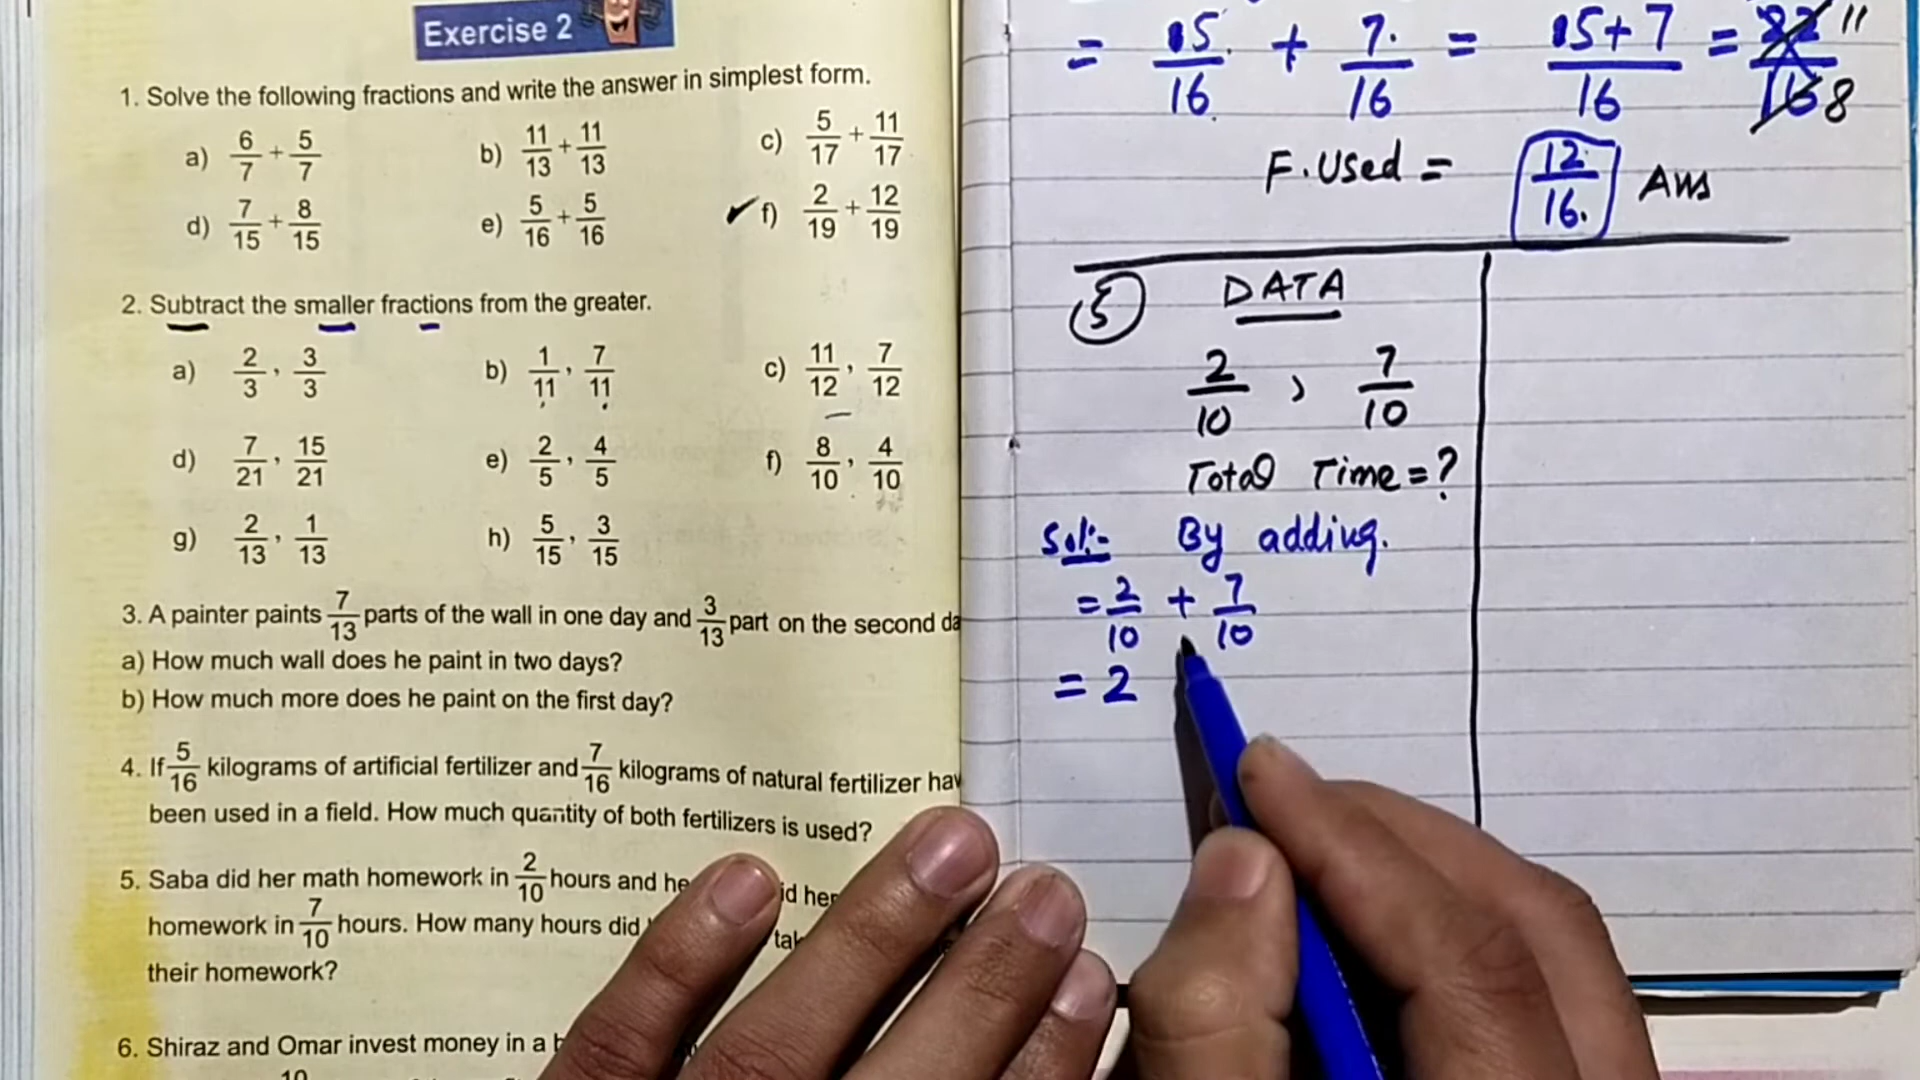 Exercise 2
1. Solve the following fractions and write the answer in simplest form.
a) 6/7 + 5/7 b) 11/13 + 11/13 c) 5/17 + 11/17
d) 7/15 + 8/15 e) 5/16 + 5/16 f) 2/19 + 12/19
2. Subtract the smaller fractions from the greater.
a) 2/3 , 3/3 b) 1/11 , 7/11 c) 11/12 , 7/12
d) 7/21 , 15/21 e) 2/5 , 4/5 f) 8/10 , 4/10
g) 2/13 , 1/13 h) 5/15 , 3/15
3. A painter paints 7/13 parts of the wall in one day and 3/13 part on the second da
a) How much wall does he paint in two days?
b) How much more does he paint on the first day?
4. If 5/16 kilograms of artificial fertilizer and 7/16 kilograms of natural fertilizer hav
been used in a field. How much quantity of both fertilizers is used?
5. Saba did her math homework in 2/10 hours and he id her
homework in 7/10 hours. How many hours did tak
their homework?
6. Shiraz and Omar invest money in a b
10
= 5/16 + 7/16 = 5+7/16 =
11
8
F. Used = 12/16 Ans
5 DATA
2/10 , 7/10
Total Time = ?
Sol:- By adding.
= 2/10 + 7/10
= 2